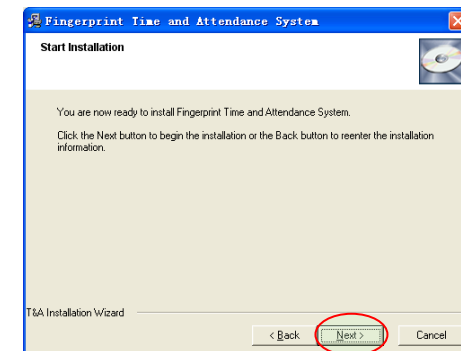 Fingerprint Time and Attendance System
Start Installation
You are now ready to install Fingerprint Time and Attendance System.
Click the Next button to begin the installation or the Back button to reenter the installation
information.
T&A Installation Wizard
< Back
Next >
Cancel